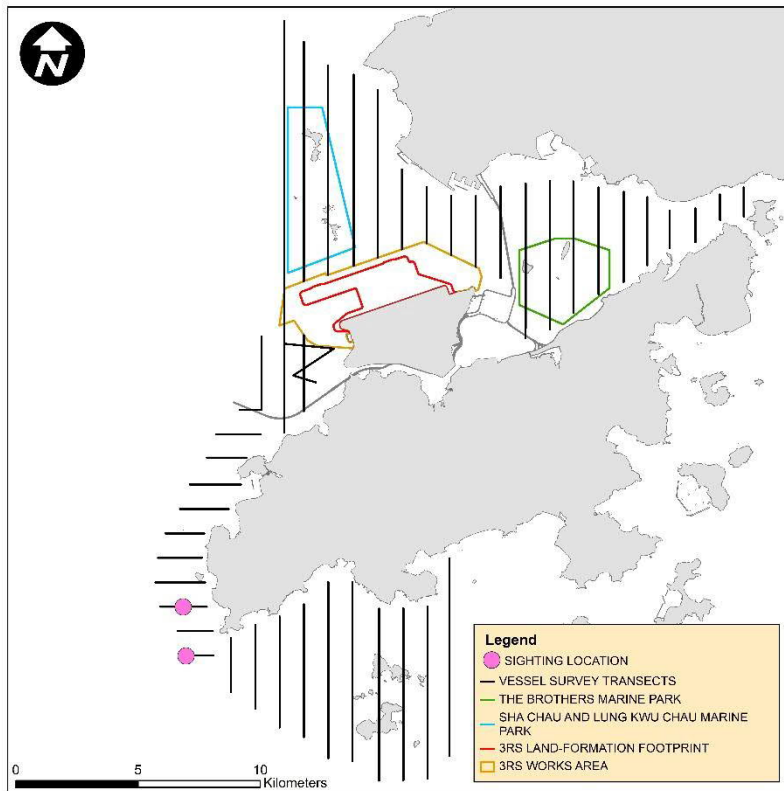 N
Legend
SIGHTING LOCATION
VESSEL SURVEY TRANSECTS
THE BROTHERS MARINE PARK
SHA CHAU AND LUNG KWU CHAU MARINE
PARK
3RS LAND-FORMATION FOOTPRINT
3RS WORKS AREA
0 5 10
Kilometers